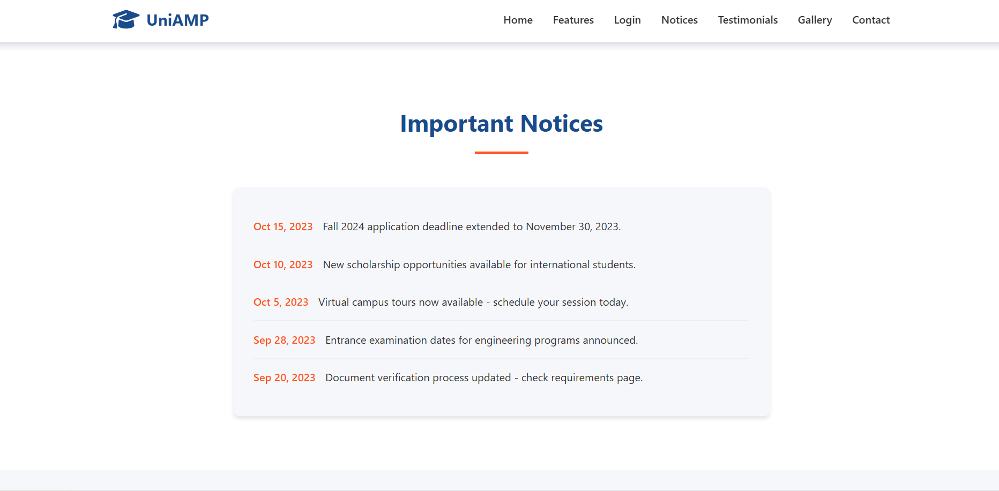 UniAMP
Home Features Login Notices Testimonials Gallery Contact
Important Notices
Oct 15, 2023 Fall 2024 application deadline extended to November 30, 2023.
Oct 10, 2023 New scholarship opportunities available for international students.
Oct 5, 2023 Virtual campus tours now available - schedule your session today.
Sep 28, 2023 Entrance examination dates for engineering programs announced.
Sep 20, 2023 Document verification process updated - check requirements page.